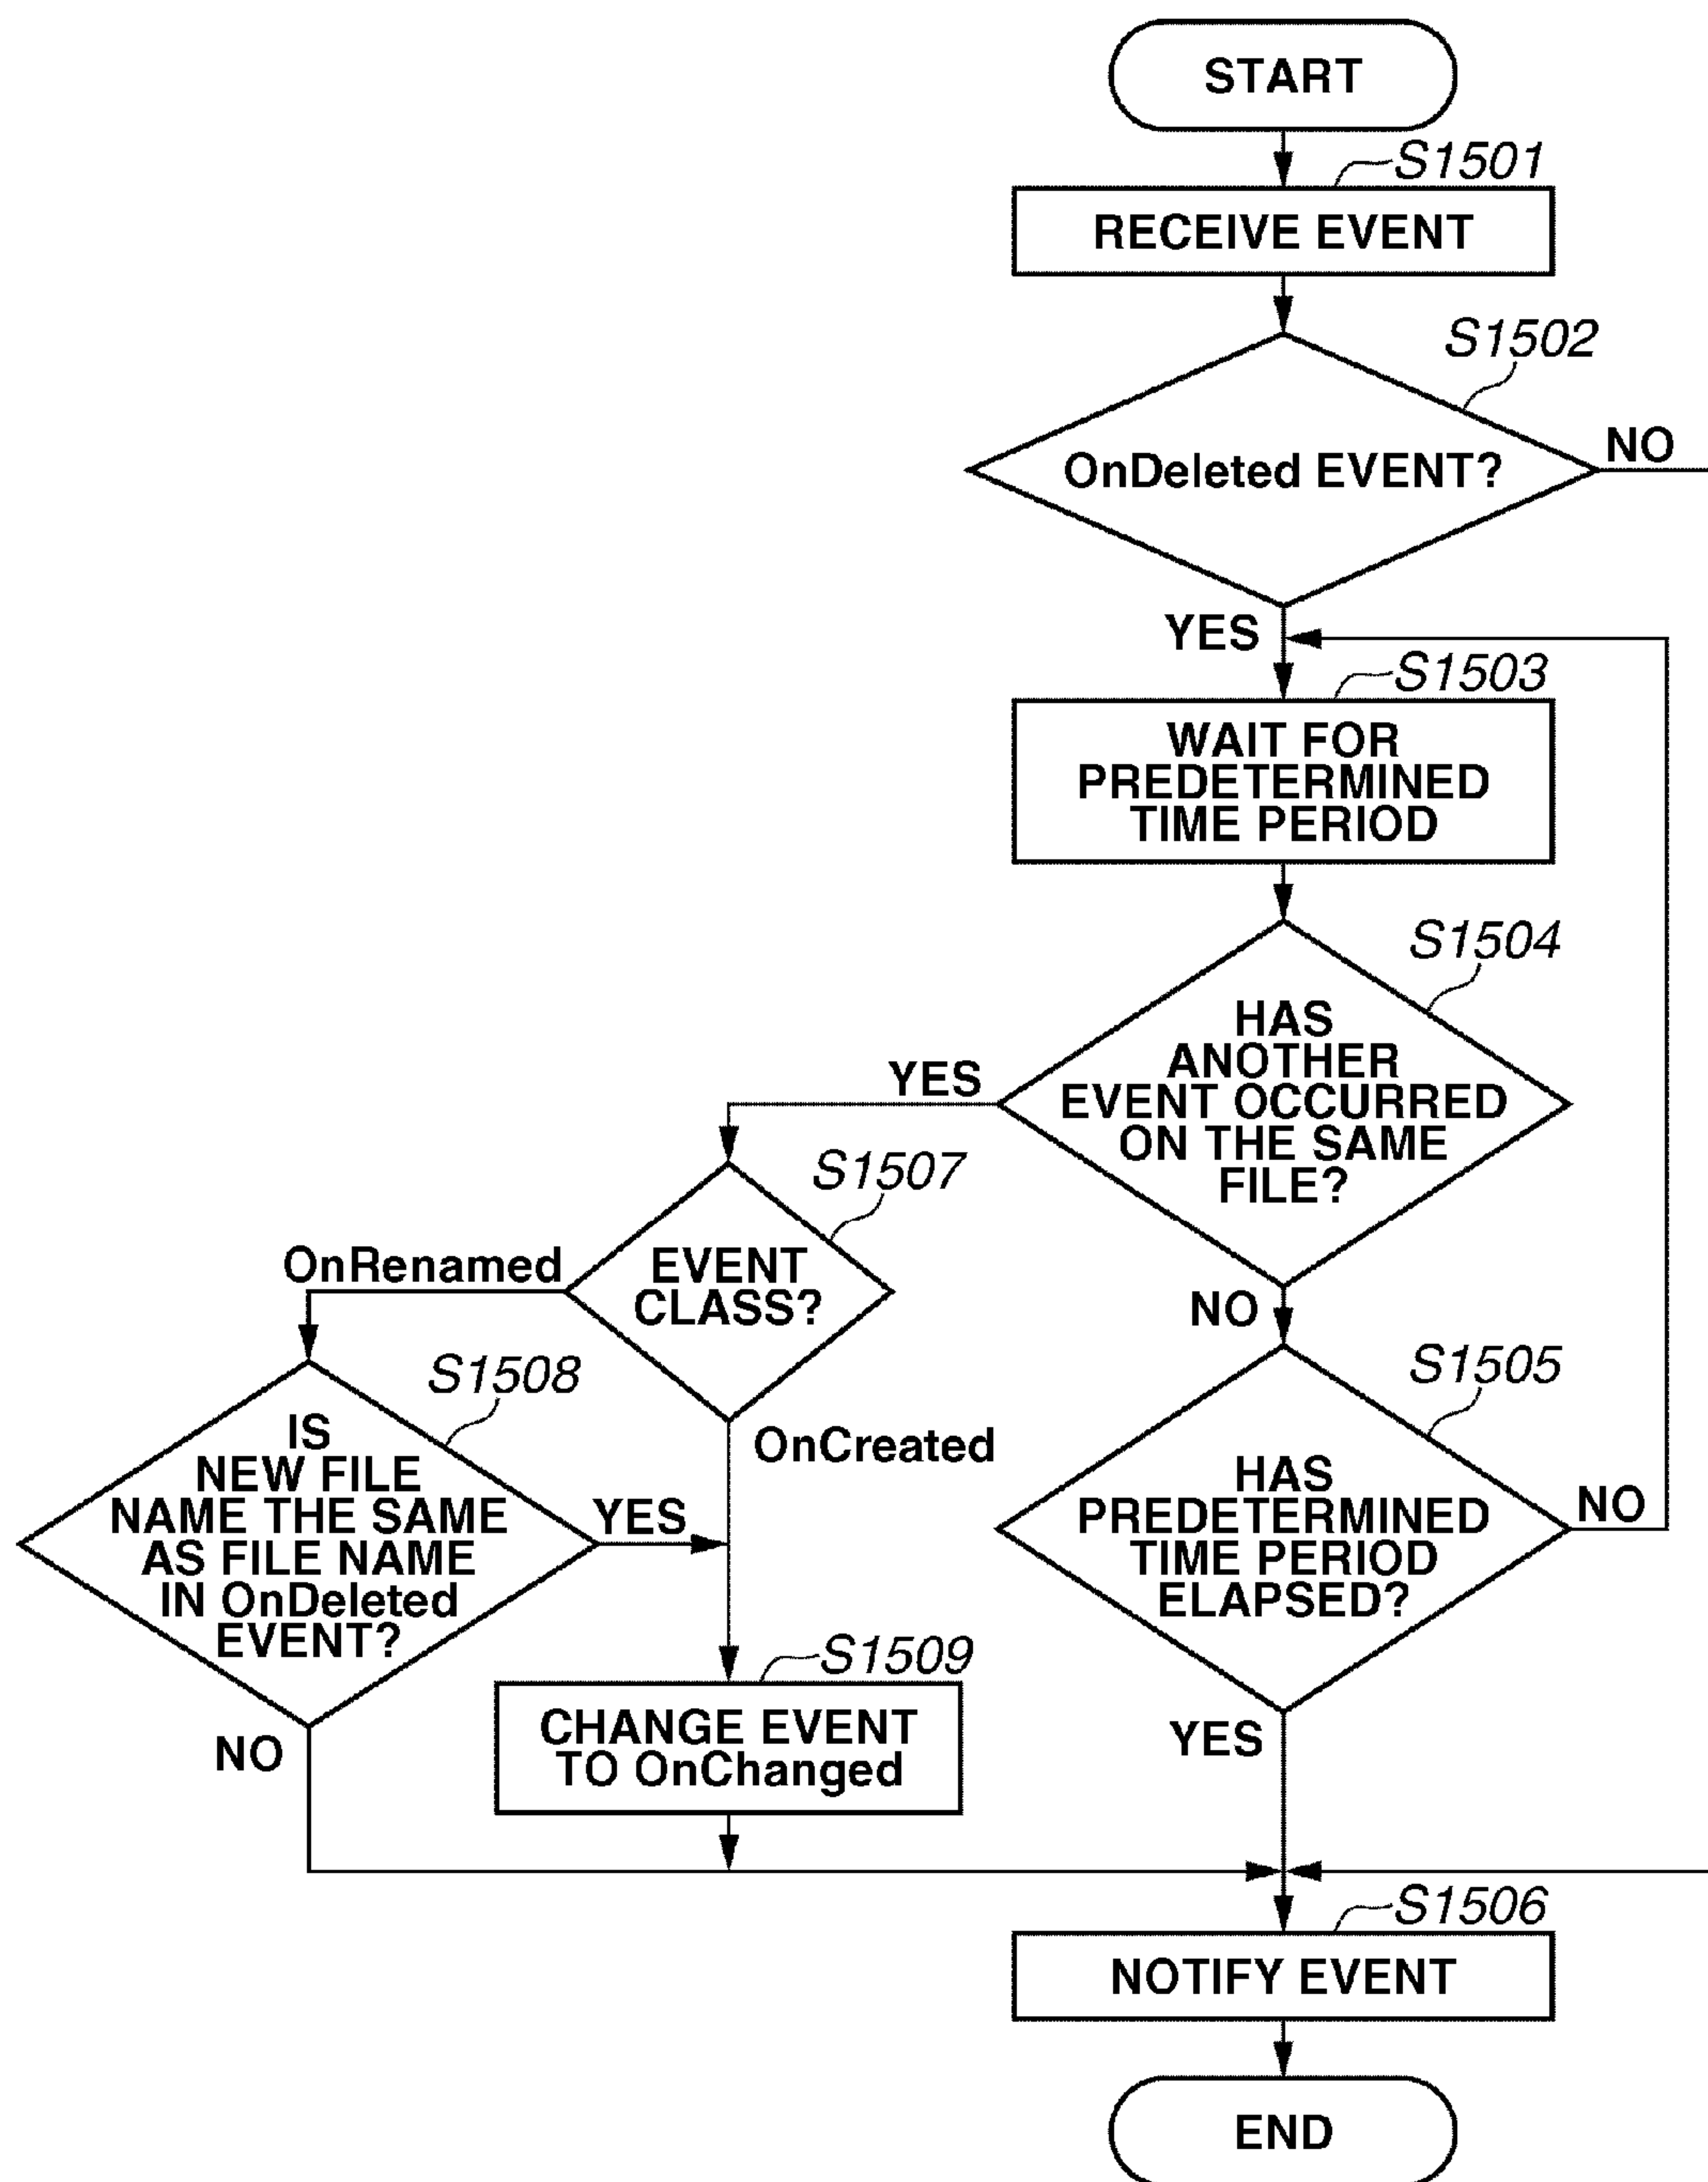 START
S1501
RECEIVE EVENT
S1502
OnDeleted EVENT?
NO
YES
S1503
WAIT FOR
PREDETERMINED
TIME PERIOD
S1504
HAS
ANOTHER
EVENT OCCURRED
ON THE SAME
FILE?
YES
NO
S1507
EVENT
CLASS?
OnRenamed
OnCreated
S1508
IS
NEW FILE
NAME THE SAME
AS FILE NAME
IN OnDeleted
EVENT?
YES
NO
S1505
HAS
PREDETERMINED
TIME PERIOD
ELAPSED?
NO
YES
S1509
CHANGE EVENT
TO OnChanged
S1506
NOTIFY EVENT
END